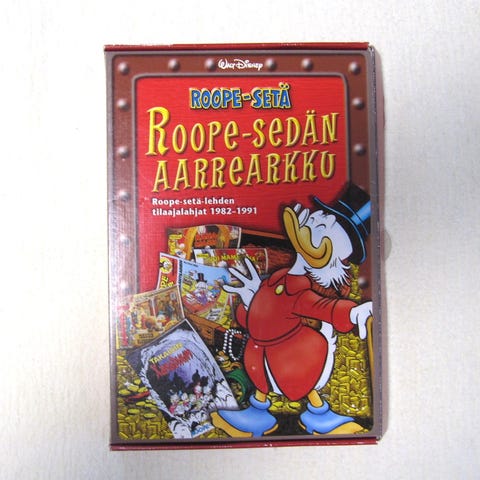 Walt Disney
ROOPE-SETÄ
ROOPE-SEDÄN
AARREARKKU
Roope-setä-lehden
tilaajalahjat 1982-1991